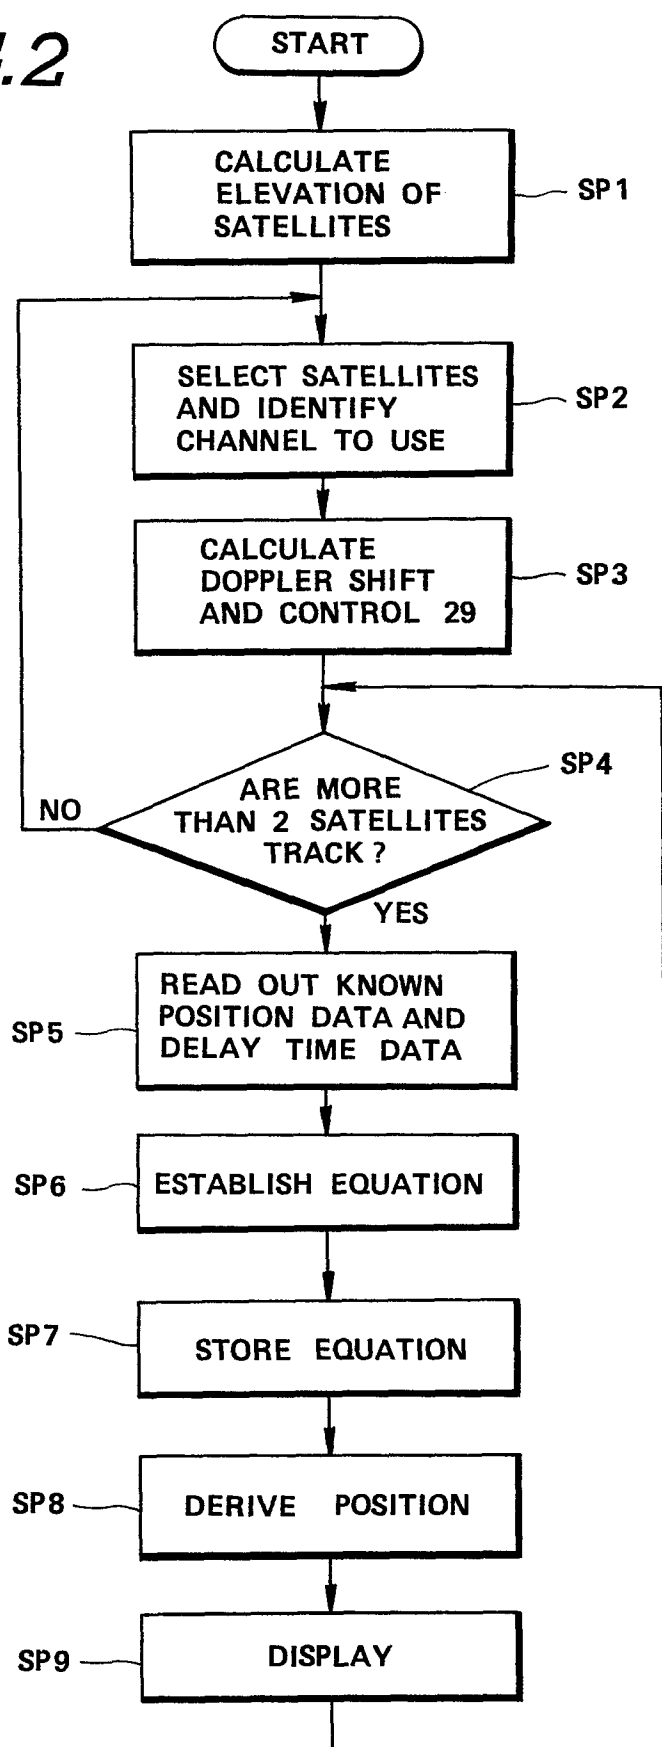 .2
START
CALCULATE
ELEVATION OF
SATELLITES
SP1
SELECT SATELLITES
AND IDENTIFY
CHANNEL TO USE
SP2
CALCULATE
DOPPLER SHIFT
AND CONTROL 29
SP3
ARE MORE
THAN 2 SATELLITES
TRACK?
SP4
NO
YES
READ OUT KNOWN
POSITION DATA AND
DELAY TIME DATA
SP5
ESTABLISH EQUATION
SP6
STORE EQUATION
SP7
DERIVE POSITION
SP8
DISPLAY
SP9